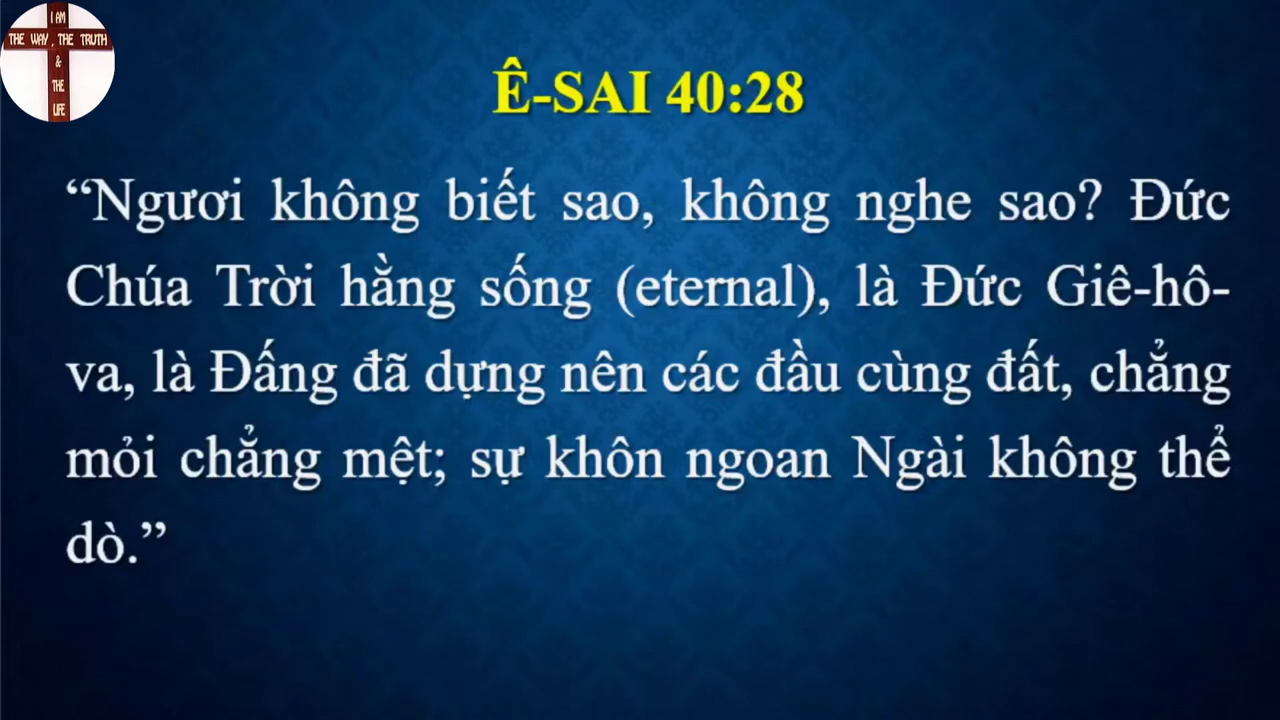 I AM
THE WAY, THE TRUTH
&
THE
LIFE
Ê-SAI 40:28
“Ngươi không biết sao, không nghe sao? Đức
Chúa Trời hằng sống (eternal), là Đức Giê-hô-
va, là Đấng đã dựng nên các đầu cùng đất, chẳng
mỏi chẳng mệt; sự khôn ngoan Ngài không thể
dò.”